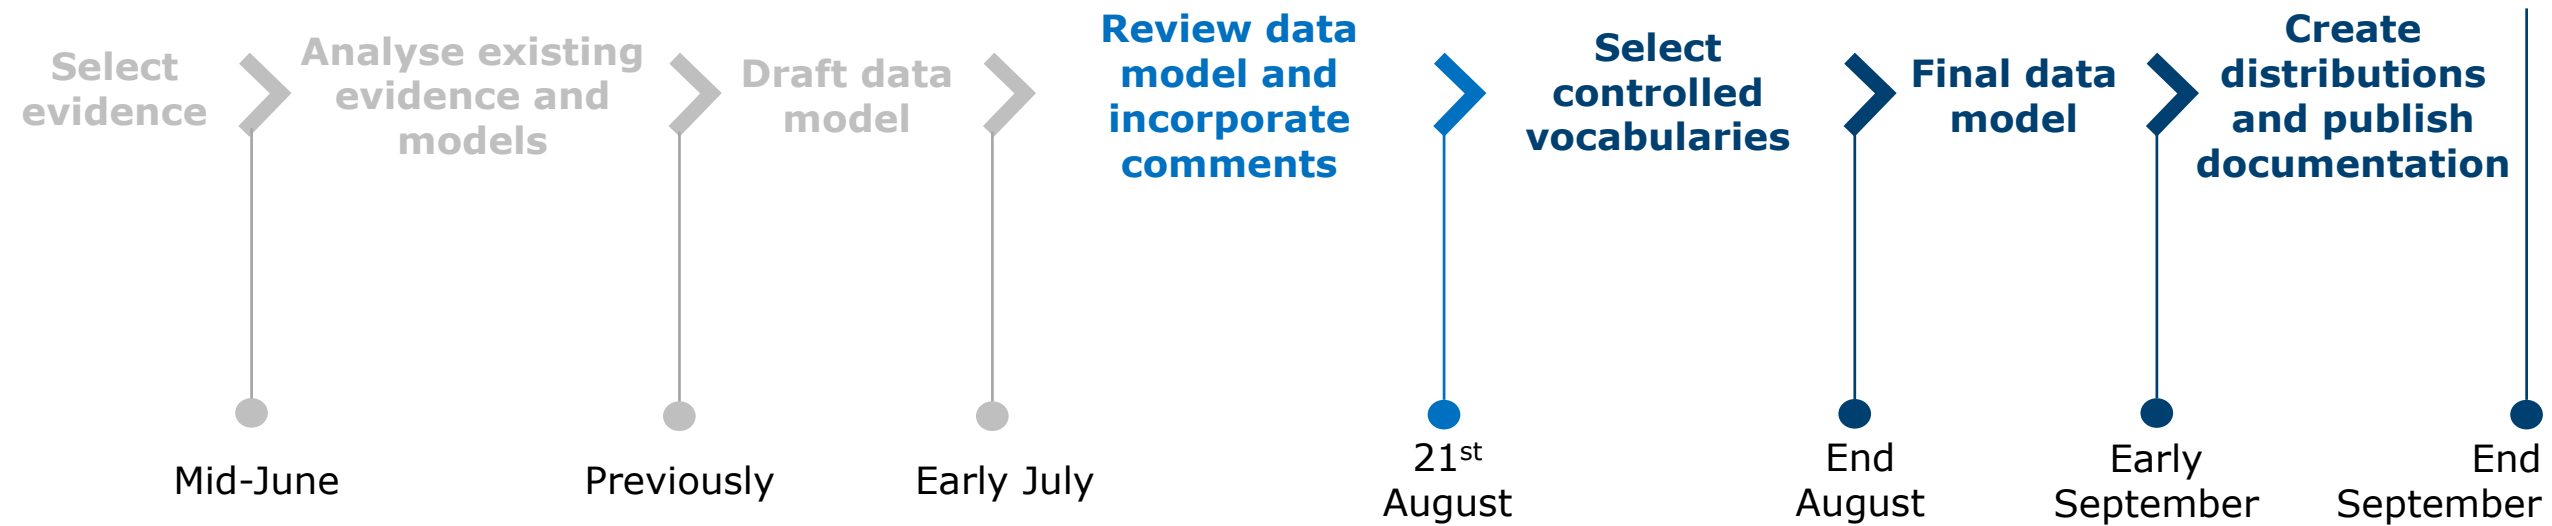 Select
evidence
Analyse existing
evidence and
models
Draft data
model
Review data
model and
incorporate
comments
Select
controlled
vocabularies
Final data
model
Create
distributions
and publish
documentation
Mid-June
Previously
Early July
21st
August
End
August
Early
September
End
September